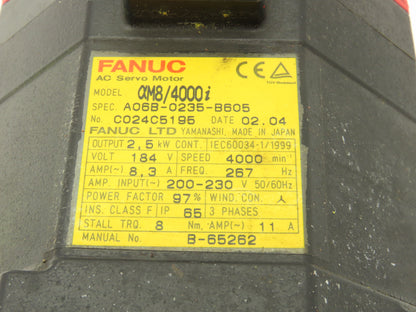 FANUC
AC Servo Motor
MODEL αM8/4000i
SPEC. A06B-0235-B605
No. C024C5195 DATE 02.04
FANUC LTD YAMANASHI, MADE IN JAPAN
OUTPUT 2,5 kW CONT. IEC60034-1/1999
VOLT 184 V SPEED 4000 min⁻¹
AMP(~) 8,3 A FREQ. 267 Hz
AMP. INPUT(~) 200-230 V 50/60Hz
POWER FACTOR 97% WIND. CON. ⅄
INS. CLASS F IP 65 3 PHASES
STALL TRQ. 8 Nm, AMP(~) 11 A
MANUAL No. B-65262